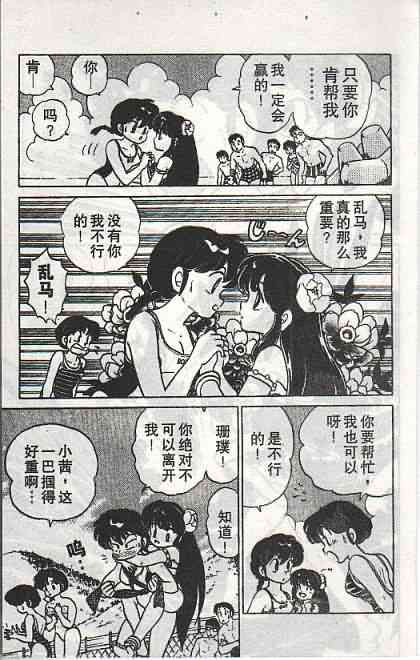 只要你
肯帮我
……
我一定会
赢的！
你—
肯—
吗？
乱马，我
真的那么
重要？
じ〜〜ん
没有你
我不行
的！
乱马！
你要帮忙，
我也可以
呀！
是不行
的！
珊璞！
你绝对不
可以离开
我！
知道！
小茜，这
一巴掴得
好重啊…
呜…